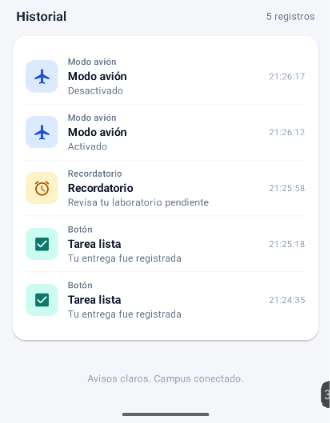 Historial
5 registros
Modo avión
Modo avión
Desactivado
21:26:17
Modo avión
Modo avión
Activado
21:26:12
Recordatorio
Recordatorio
Revisa tu laboratorio pendiente
21:25:58
Botón
Tarea lista
Tu entrega fue registrada
21:25:18
Botón
Tarea lista
Tu entrega fue registrada
21:24:35
Avisos claros. Campus conectado.